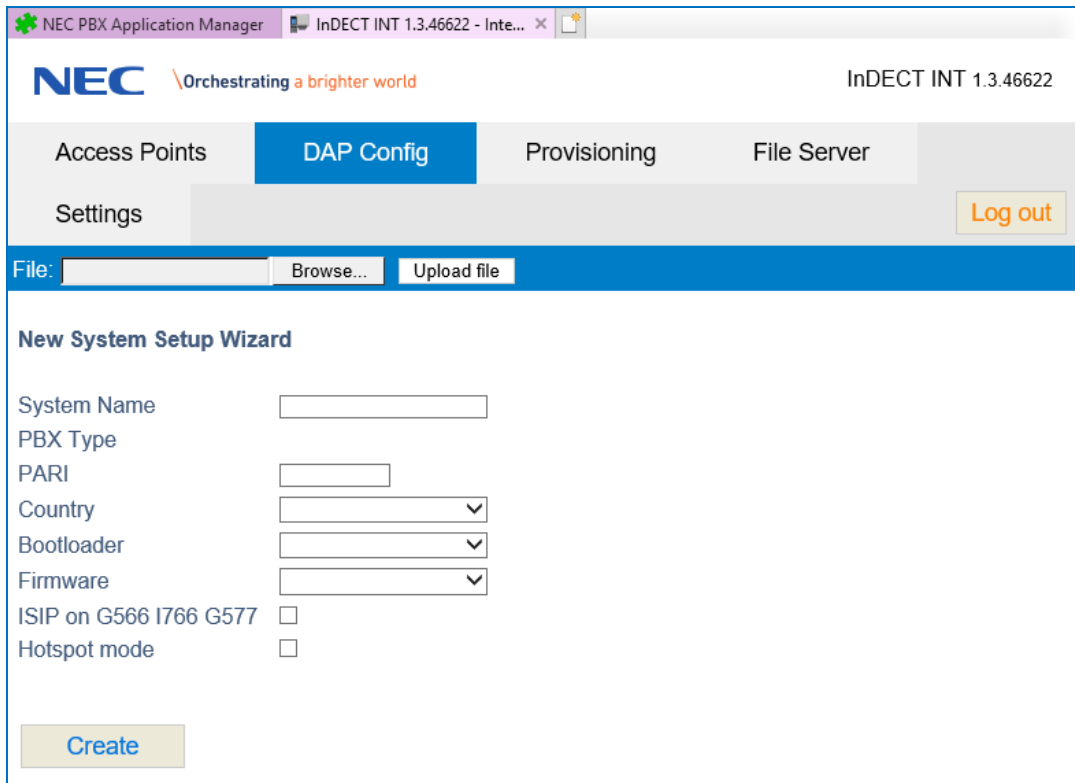 NEC PBX Application Manager InDECT INT 1.3.46622 - Inte...
NEC \Orchestrating a brighter world InDECT INT 1.3.46622
Access Points DAP Config Provisioning File Server
Settings Log out
File: Browse... Upload file
New System Setup Wizard
System Name
PBX Type
PARI
Country
Bootloader
Firmware
ISIP on G566 I766 G577
Hotspot mode
Create